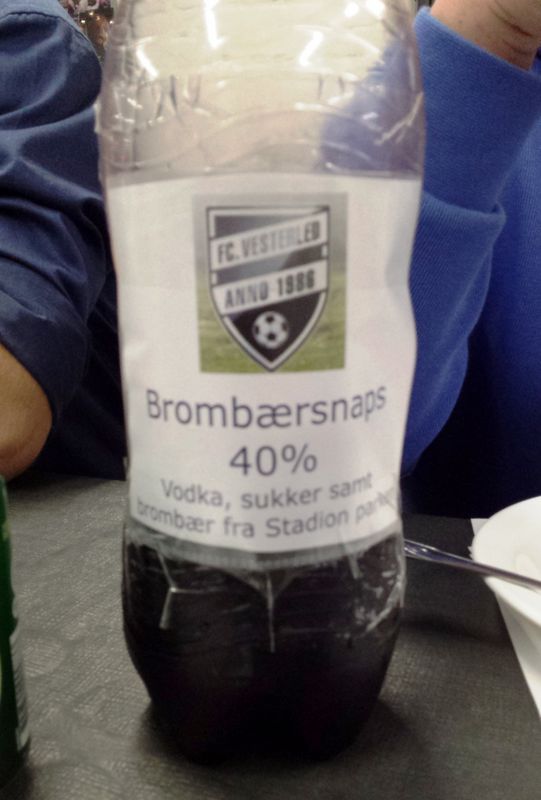 FC. VESTERLED
ANNO 1986
Brombærsnaps
40%
Vodka, sukker samt
brombær fra Stadion